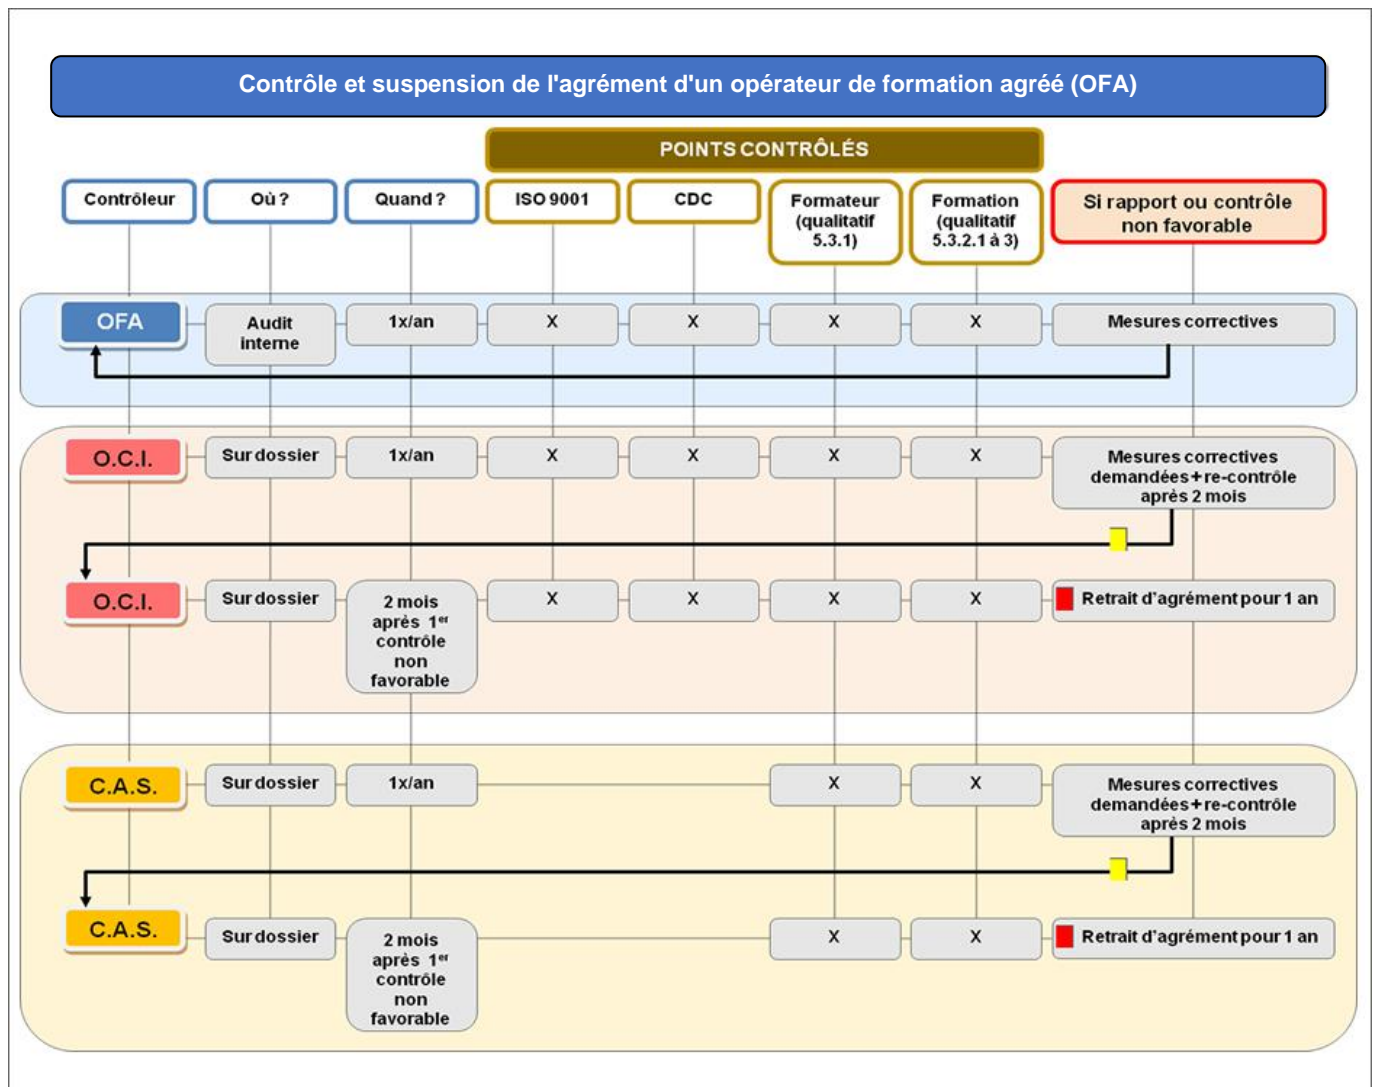 Contrôle et suspension de l'agrément d'un opérateur de formation agréé (OFA)
POINTS CONTRÔLÉS
Contrôleur
Où ?
Quand ?
ISO 9001
CDC
Formateur
(qualitatif
5.3.1)
Formation
(qualitatif
5.3.2.1 à 3)
Si rapport ou contrôle
non favorable
OFA
Audit
interne
1x/an
X
X
X
X
Mesures correctives
O.C.I.
Sur dossier
1x/an
X
X
X
X
Mesures correctives
demandées + re-contrôle
après 2 mois
O.C.I.
Sur dossier
2 mois
après 1er
contrôle
non
favorable
X
X
X
X
Retrait d'agrément pour 1 an
C.A.S.
Sur dossier
1x/an
X
X
Mesures correctives
demandées + re-contrôle
après 2 mois
C.A.S.
Sur dossier
2 mois
après 1er
contrôle
non
favorable
X
X
Retrait d'agrément pour 1 an